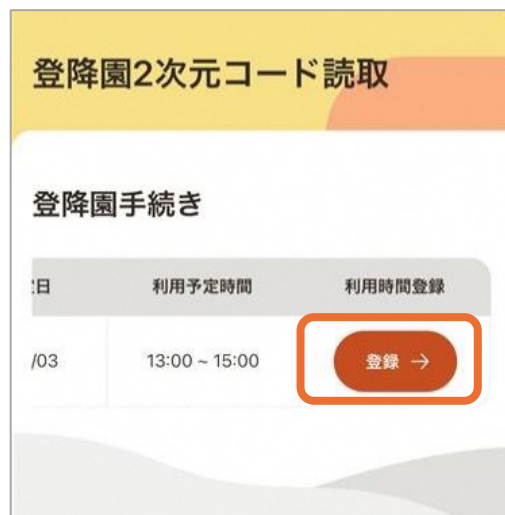 登降園2次元コード読取
登降園手続き
日 利用予定時間 利用時間登録
/03 13:00 ~ 15:00 登録 →